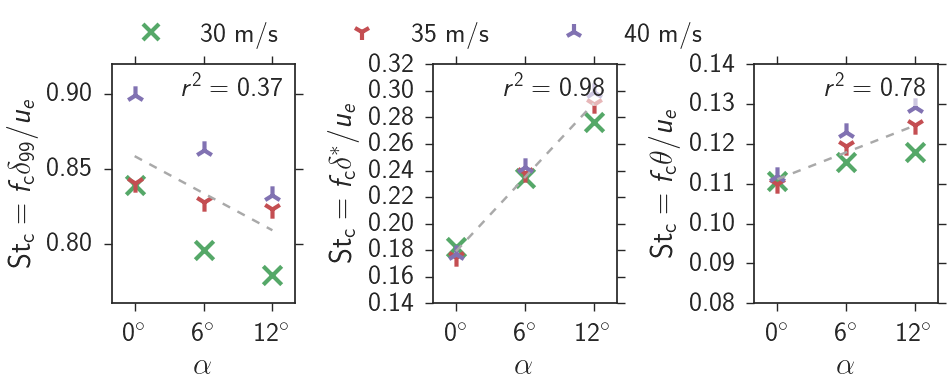 30 m/s 35 m/s 40 m/s
r² = 0.37
0.90
0.85
0.80
St_c = f_c δ_99/u_e
0° 6° 12°
α
r² = 0.98
0.32
0.30
0.28
0.26
0.24
0.22
0.20
0.18
0.16
0.14
St_c = f_c δ*/u_e
0° 6° 12°
α
r² = 0.78
0.14
0.13
0.12
0.11
0.10
0.09
0.08
St_c = f_c θ/u_e
0° 6° 12°
α